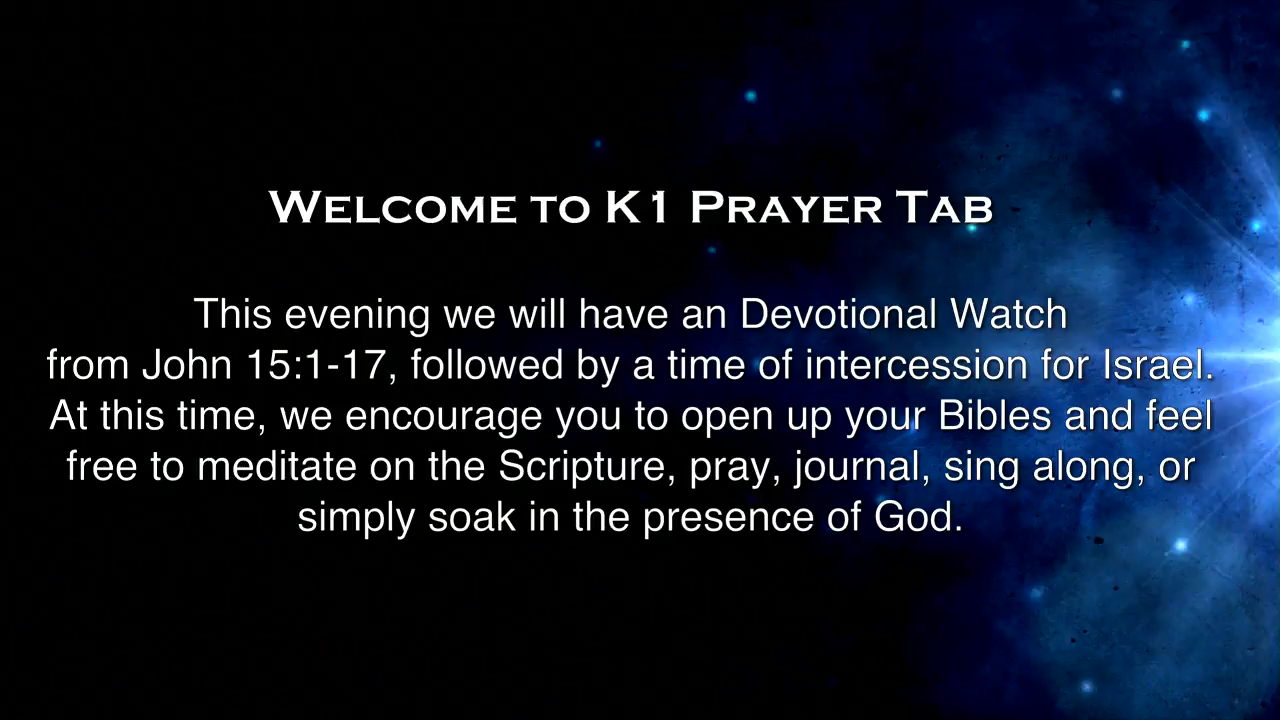 Welcome to K1 Prayer Tab
This evening we will have an Devotional Watch
from John 15:1-17, followed by a time of intercession for Israel.
At this time, we encourage you to open up your Bibles and feel
free to meditate on the Scripture, pray, journal, sing along, or
simply soak in the presence of God.